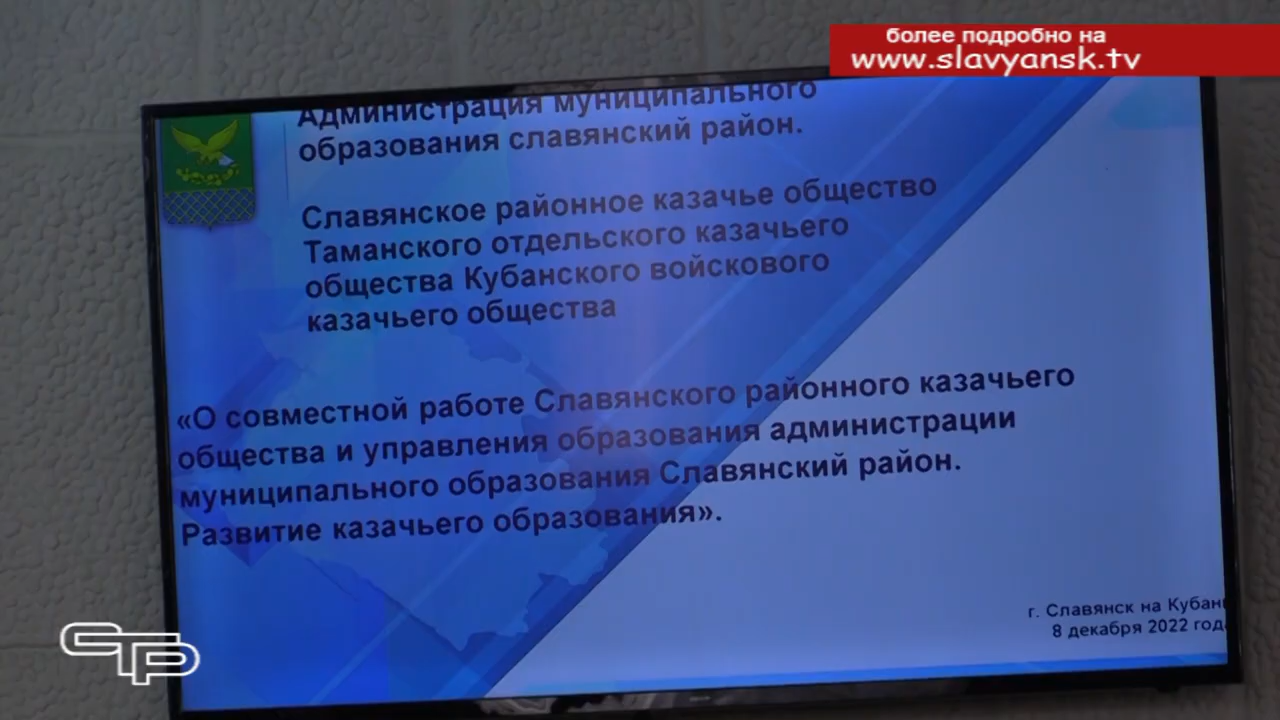 более подробно на
www.slavyansk.tv
Администрация муниципального
образования славянский район.
Славянское районное казачье общество
Таманского отдельского казачьего
общества Кубанского войскового
казачьего общества
«О совместной работе Славянского районного казачьего
общества и управления образования администрации
муниципального образования Славянский район.
Развитие казачьего образования».
г. Славянск на Кубани
8 декабря 2022 года
СТР